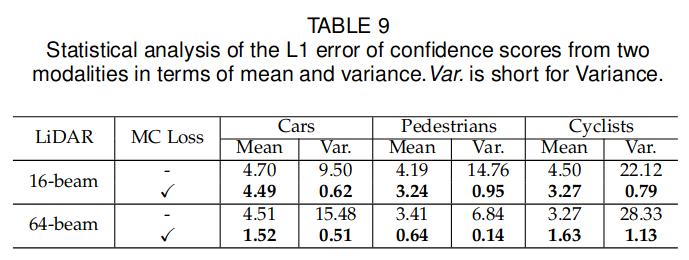 TABLE 9
Statistical analysis of the L1 error of confidence scores from two
modalities in terms of mean and variance. Var. is short for Variance.
LiDAR MC Loss Cars Pedestrians Cyclists
Mean Var. Mean Var. Mean Var.
16-beam - 4.70 9.50 4.19 14.76 4.50 22.12
✓ 4.49 0.62 3.24 0.95 3.27 0.79
64-beam - 4.51 15.48 3.41 6.84 3.27 28.33
✓ 1.52 0.51 0.64 0.14 1.63 1.13